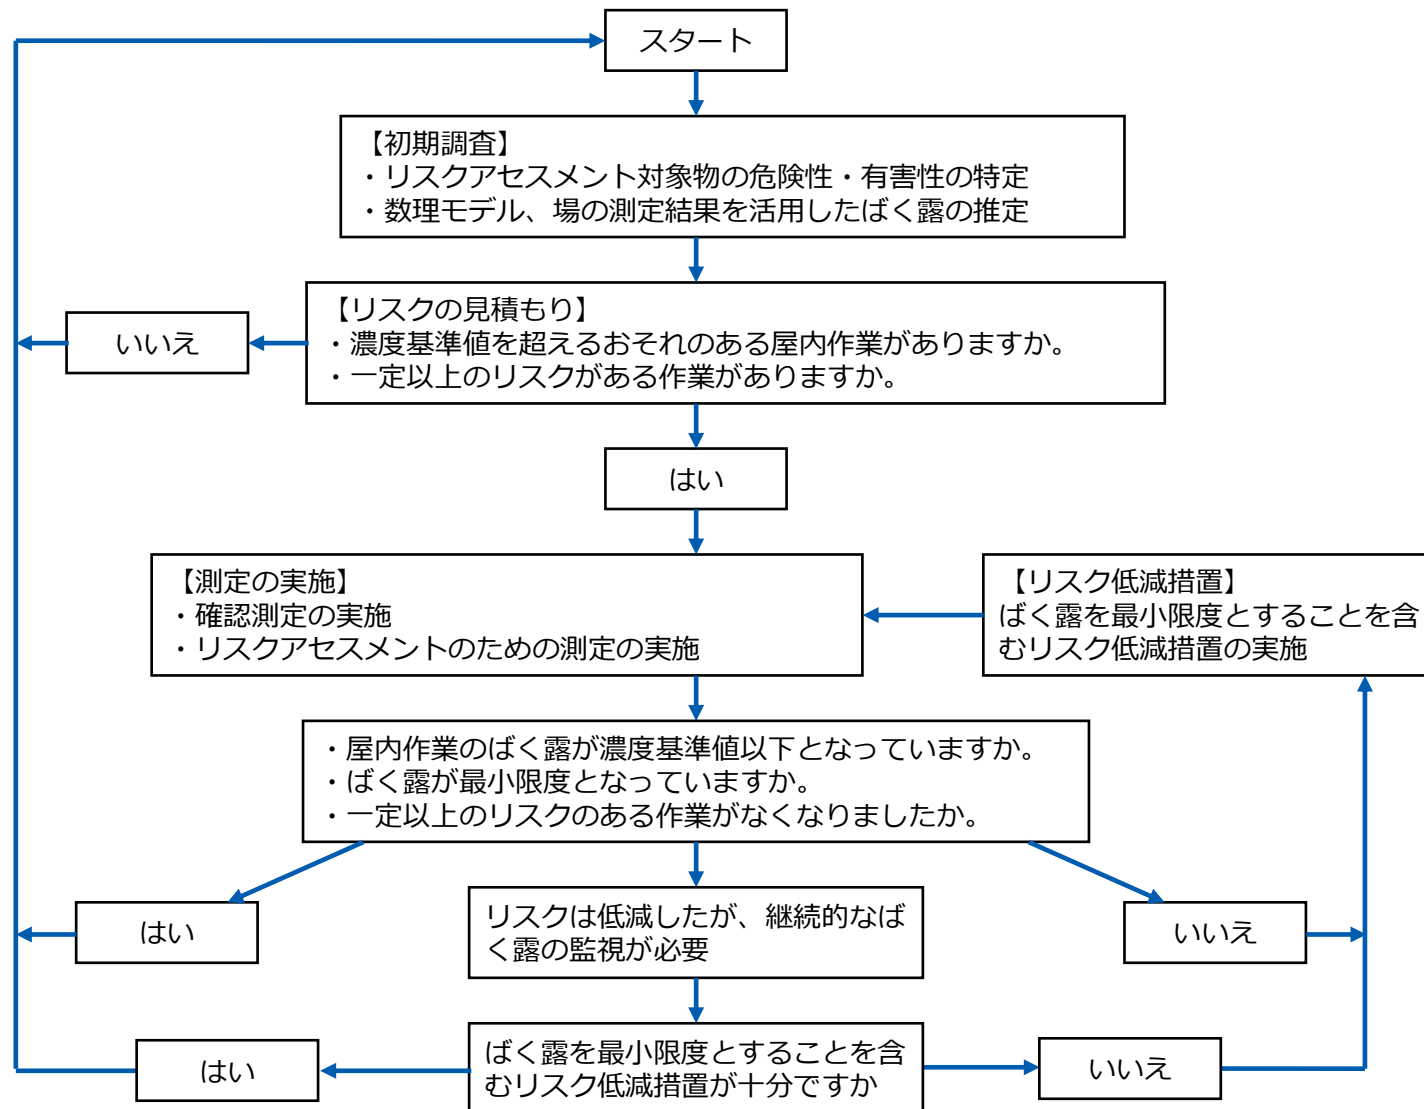 スタート
【初期調査】
・リスクアセスメント対象物の危険性・有害性の特定
・数理モデル、場の測定結果を活用したばく露の推定
【リスクの見積もり】
・濃度基準値を超えるおそれのある屋内作業がありますか。
・一定以上のリスクがある作業がありますか。
いいえ
はい
【測定の実施】
・確認測定の実施
・リスクアセスメントのための測定の実施
【リスク低減措置】
ばく露を最小限度とすることを含
むリスク低減措置の実施
・屋内作業のばく露が濃度基準値以下となっていますか。
・ばく露が最小限度となっていますか。
・一定以上のリスクのある作業がなくなりましたか。
はい
リスクは低減したが、継続的なば
く露の監視が必要
いいえ
はい
ばく露を最小限度とすることを含
むリスク低減措置が十分ですか
いいえ